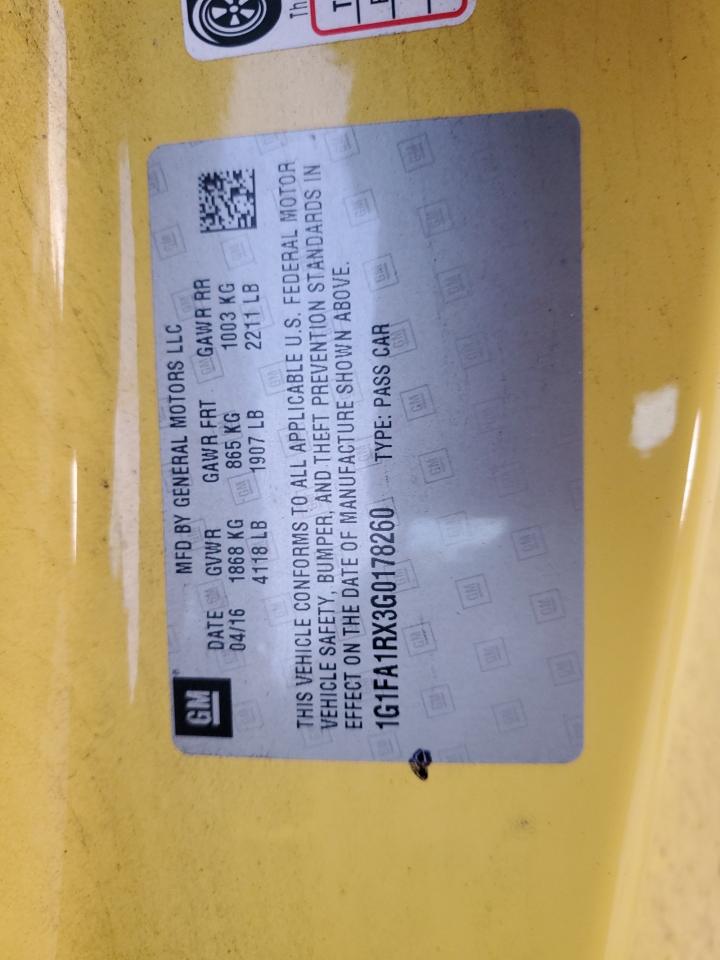 Th
T
GM
MFD BY GENERAL MOTORS LLC
DATE GVWR GAWR FRT GAWR RR
04/16 1868 KG 865 KG 1003 KG
4118 LB 1907 LB 2211 LB
THIS VEHICLE CONFORMS TO ALL APPLICABLE U.S. FEDERAL MOTOR
VEHICLE SAFETY, BUMPER, AND THEFT PREVENTION STANDARDS IN
EFFECT ON THE DATE OF MANUFACTURE SHOWN ABOVE.
1G1FA1RX3G0178260 TYPE: PASS CAR